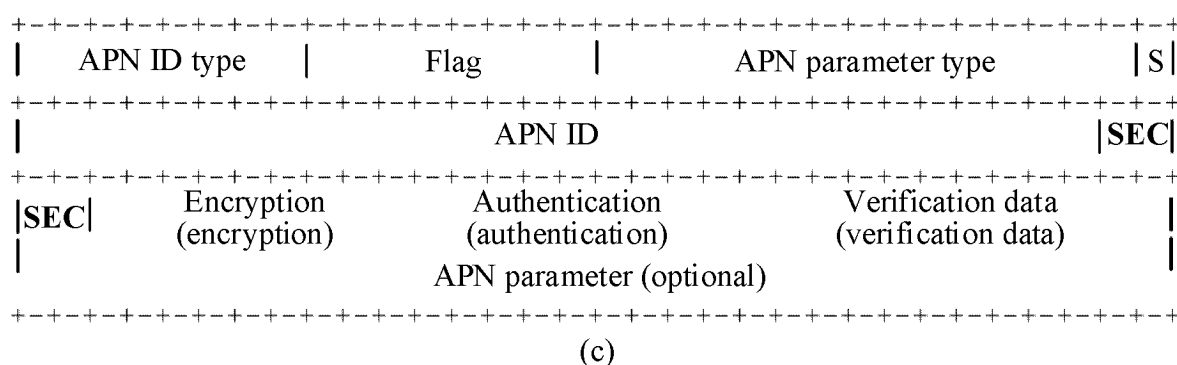 +-+-+-+-+-+-+-+-+-+-+-+-+-+-+-+-+-+-+-+-+-+-+-+-+-+-+-+-+-+-+-+-+
| APN ID type | Flag | APN parameter type |S|
+-+-+-+-+-+-+-+-+-+-+-+-+-+-+-+-+-+-+-+-+-+-+-+-+-+-+-+-+-+-+-+-+
| APN ID |SEC|
+-+-+-+-+-+-+-+-+-+-+-+-+-+-+-+-+-+-+-+-+-+-+-+-+-+-+-+-+-+-+-+-+
|SEC| Encryption Authentication Verification data |
(encryption) (authentication) (verification data)
| APN parameter (optional) |
+-+-+-+-+-+-+-+-+-+-+-+-+-+-+-+-+-+-+-+-+-+-+-+-+-+-+-+-+-+-+-+-+
(c)